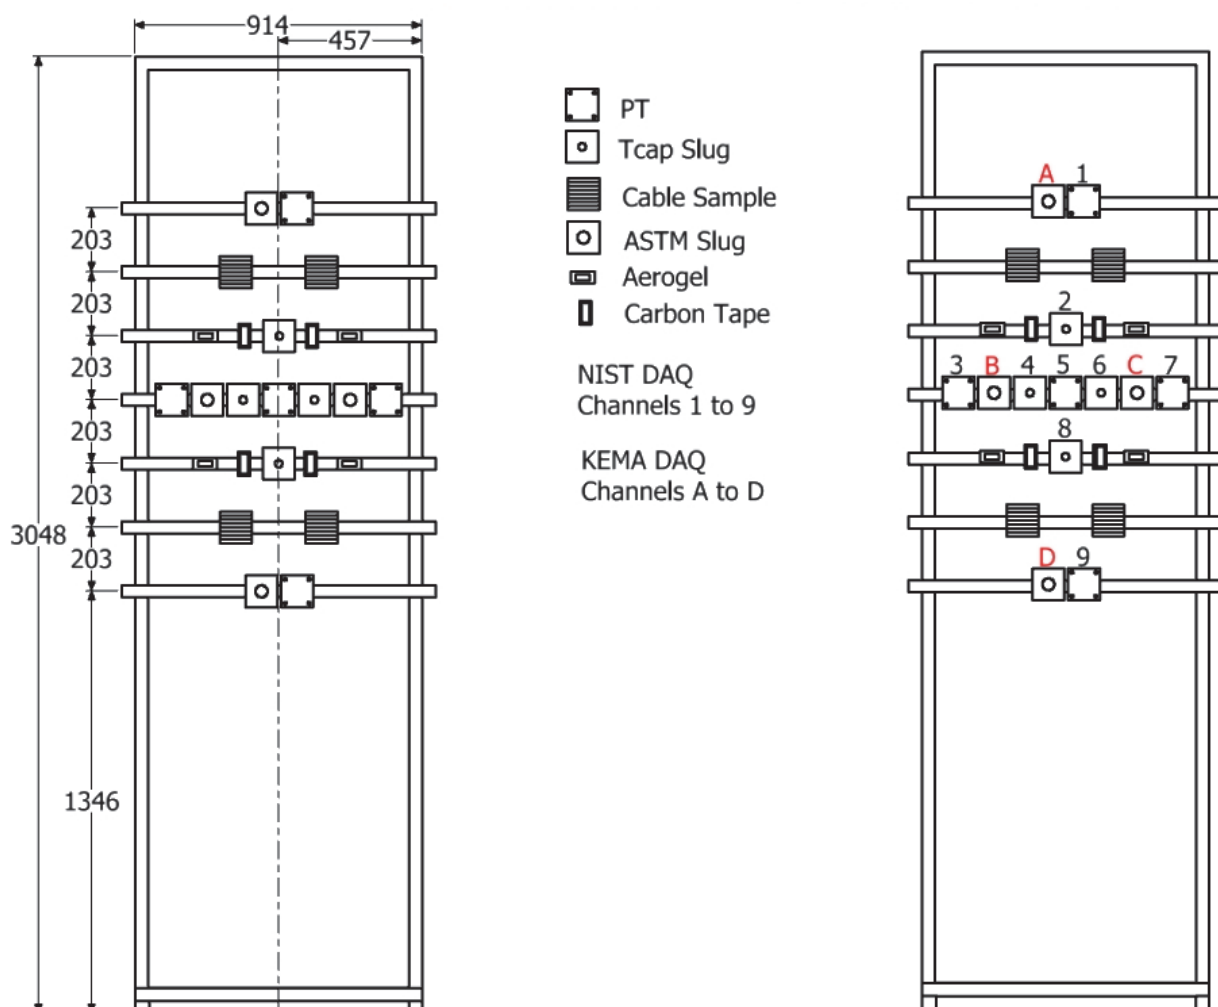 914
457
PT
Tcap Slug
Cable Sample
ASTM Slug
Aerogel
Carbon Tape
NIST DAQ
Channels 1 to 9
KEMA DAQ
Channels A to D
203
203
203
203
203
203
3048
1346
A 1
2
3 B 4 5 6 C 7
8
D 9